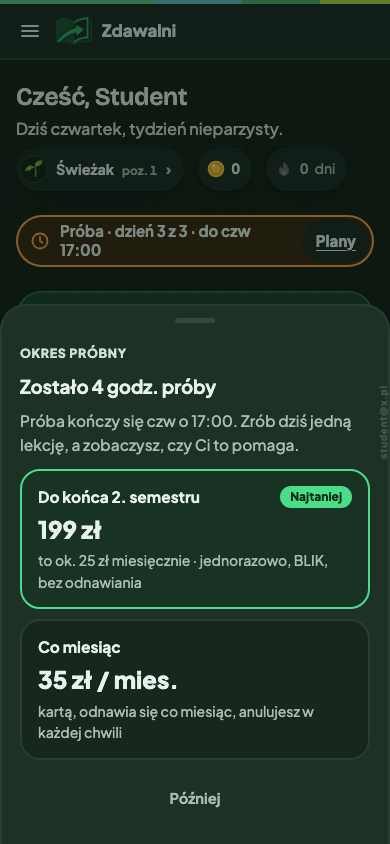 Zdawalni
Cześć, Student
Dziś czwartek, tydzień nieparzysty.
Świeżak poz. 1 ›
0
0 dni
Próba · dzień 3 z 3 · do czw
17:00
Plany
OKRES PRÓBNY
Zostało 4 godz. próby
Próba kończy się czw o 17:00. Zrób dziś jedną
lekcję, a zobaczysz, czy Ci to pomaga.
student@x.pl
Do końca 2. semestru
Najtaniej
199 zł
to ok. 25 zł miesięcznie · jednorazowo, BLIK,
bez odnawiania
Co miesiąc
35 zł / mies.
kartą, odnawia się co miesiąc, anulujesz w
każdej chwili
Później